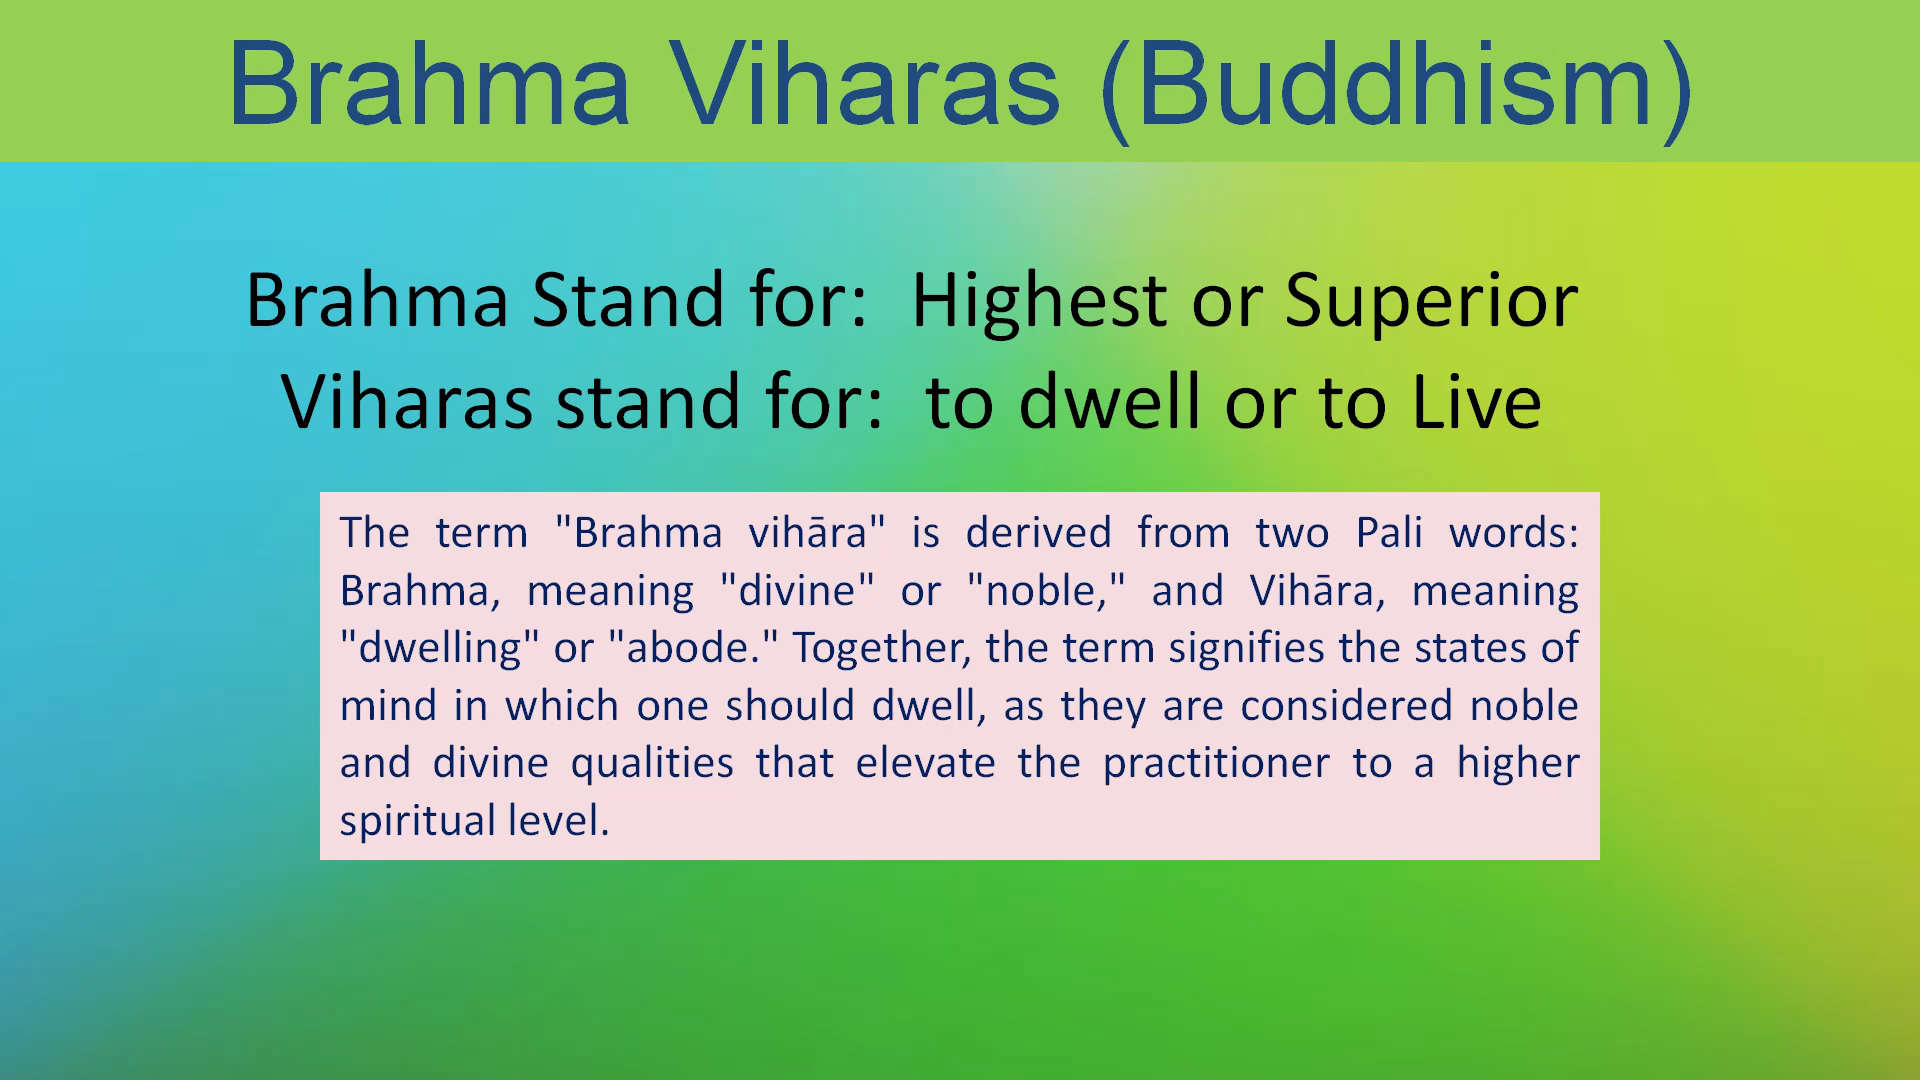 Brahma Viharas (Buddhism)
Brahma Stand for: Highest or Superior
Viharas stand for: to dwell or to Live
The term "Brahma vihāra" is derived from two Pali words:
Brahma, meaning "divine" or "noble," and Vihāra, meaning
"dwelling" or "abode." Together, the term signifies the states of
mind in which one should dwell, as they are considered noble
and divine qualities that elevate the practitioner to a higher
spiritual level.